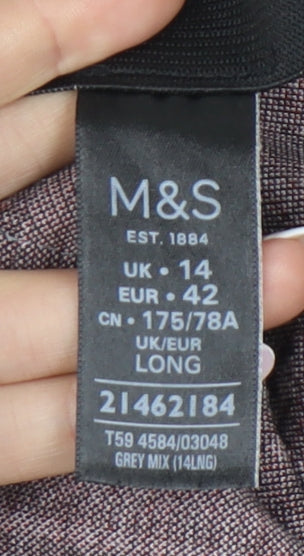 M&S
EST. 1884
UK • 14
EUR • 42
CN • 175/78A
UK/EUR
LONG
21462184
T59 4584/03048
GREY MIX (14LNG)